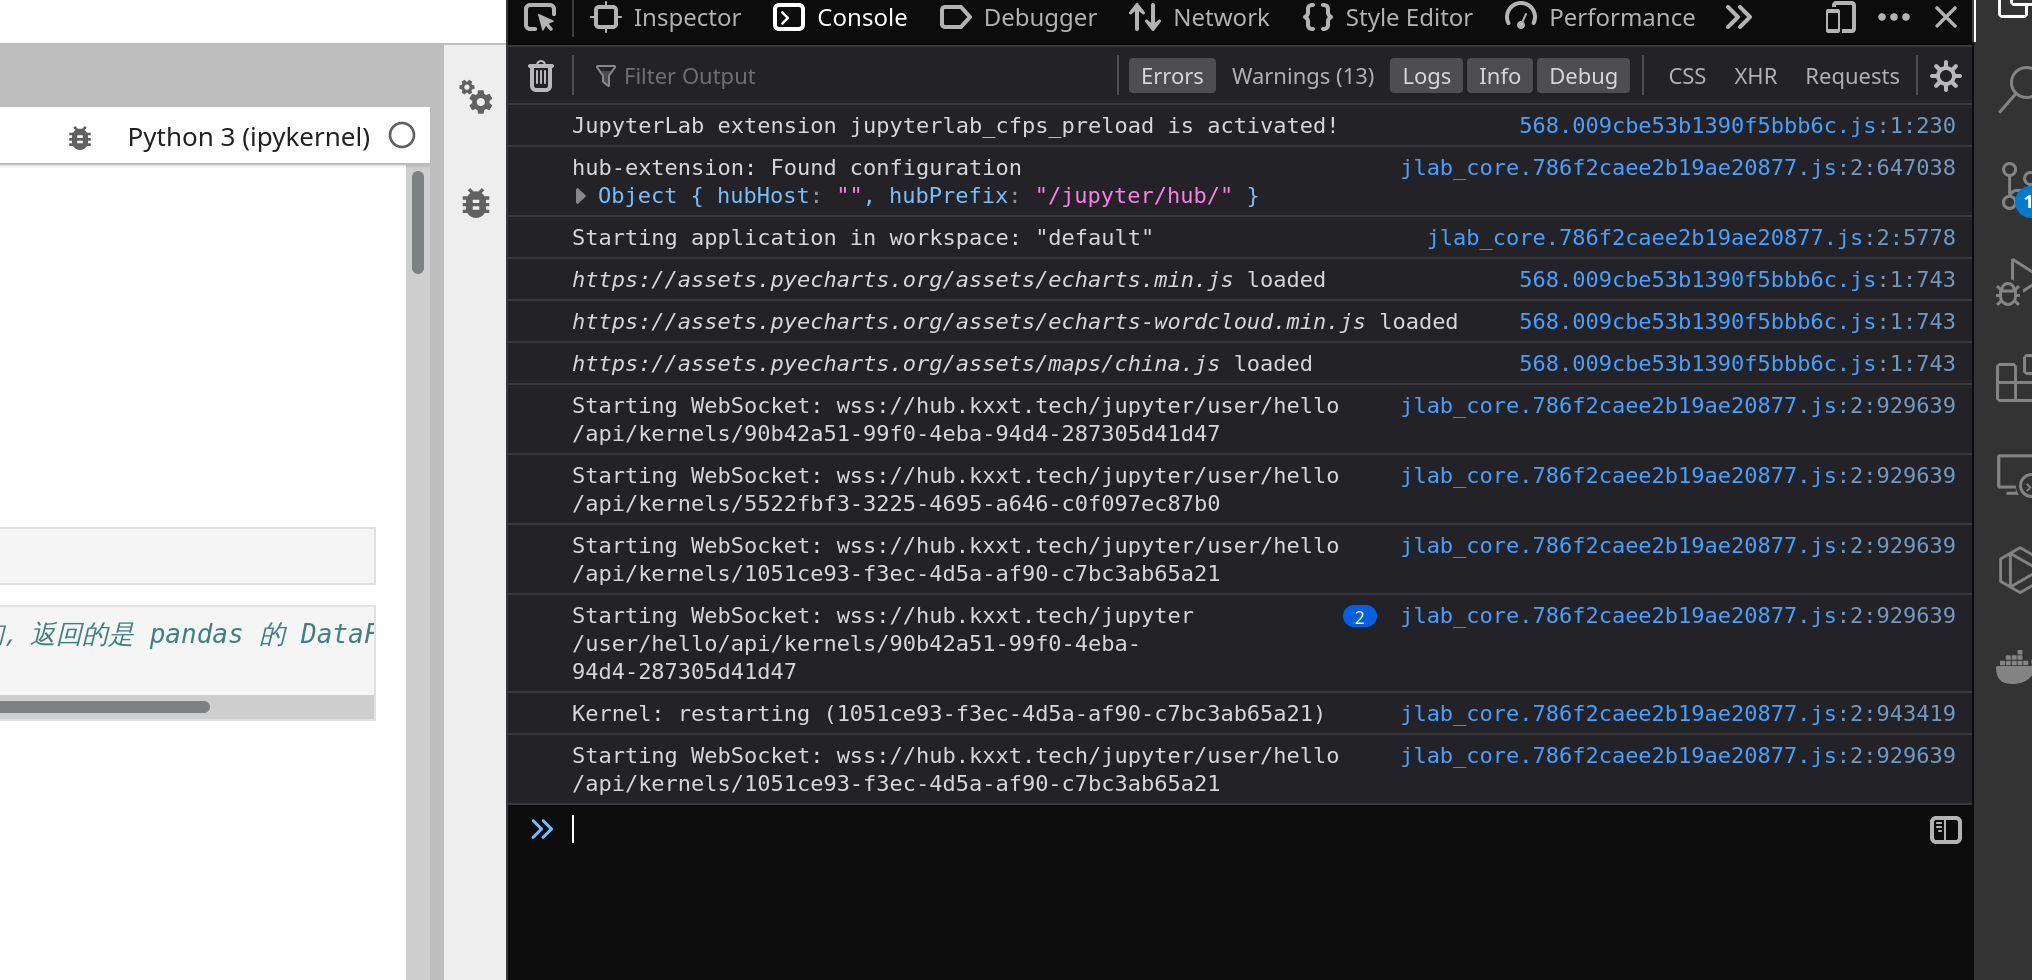 Inspector Console Debugger Network Style Editor Performance
Filter Output Errors Warnings (13) Logs Info Debug CSS XHR Requests
JupyterLab extension jupyterlab_cfps_preload is activated! 568.009cbe53b1390f5bbb6c.js:1:230
hub-extension: Found configuration jlab_core.786f2caee2b19ae20877.js:2:647038
Object { hubHost: "", hubPrefix: "/jupyter/hub/" }
Starting application in workspace: "default" jlab_core.786f2caee2b19ae20877.js:2:5778
https://assets.pyecharts.org/assets/echarts.min.js loaded 568.009cbe53b1390f5bbb6c.js:1:743
https://assets.pyecharts.org/assets/echarts-wordcloud.min.js loaded 568.009cbe53b1390f5bbb6c.js:1:743
https://assets.pyecharts.org/assets/maps/china.js loaded 568.009cbe53b1390f5bbb6c.js:1:743
Starting WebSocket: wss://hub.kxxt.tech/jupyter/user/hello jlab_core.786f2caee2b19ae20877.js:2:929639
/api/kernels/90b42a51-99f0-4eba-94d4-287305d41d47
Starting WebSocket: wss://hub.kxxt.tech/jupyter/user/hello jlab_core.786f2caee2b19ae20877.js:2:929639
/api/kernels/5522fbf3-3225-4695-a646-c0f097ec87b0
Starting WebSocket: wss://hub.kxxt.tech/jupyter/user/hello jlab_core.786f2caee2b19ae20877.js:2:929639
/api/kernels/1051ce93-f3ec-4d5a-af90-c7bc3ab65a21
Starting WebSocket: wss://hub.kxxt.tech/jupyter 2 jlab_core.786f2caee2b19ae20877.js:2:929639
/user/hello/api/kernels/90b42a51-99f0-4eba-
94d4-287305d41d47
Kernel: restarting (1051ce93-f3ec-4d5a-af90-c7bc3ab65a21) jlab_core.786f2caee2b19ae20877.js:2:943419
Starting WebSocket: wss://hub.kxxt.tech/jupyter/user/hello jlab_core.786f2caee2b19ae20877.js:2:929639
/api/kernels/1051ce93-f3ec-4d5a-af90-c7bc3ab65a21
Python 3 (ipykernel)
, 返回的是 pandas 的 DataF
1